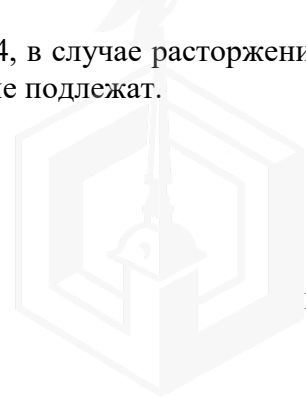 4, в случае расторжени
е подлежат.